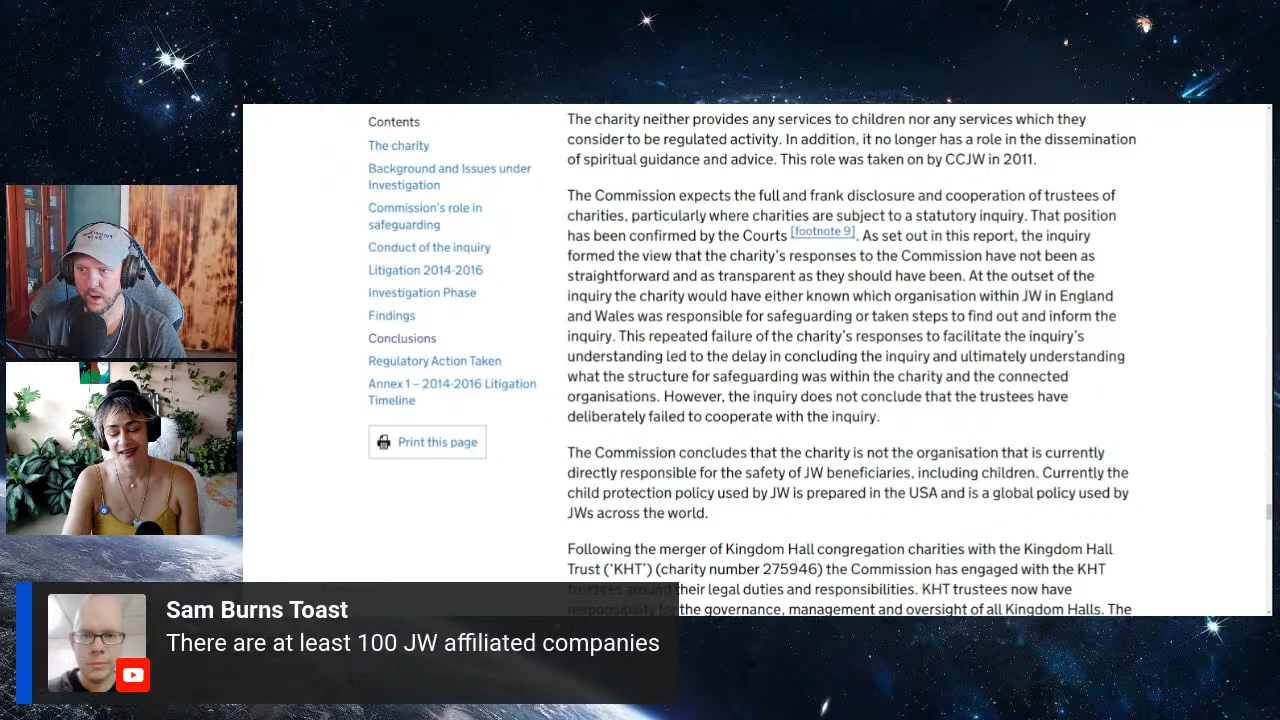 Contents
The charity
Background and Issues under
Investigation
Commission's role in
safeguarding
Conduct of the inquiry
Litigation 2014-2016
Investigation Phase
Findings
Conclusions
Regulatory Action Taken
Annex 1 – 2014-2016 Litigation
Timeline
Print this page
The charity neither provides any services to children nor any services which they
consider to be regulated activity. In addition, it no longer has a role in the dissemination
of spiritual guidance and advice. This role was taken on by CCJW in 2011.
The Commission expects the full and frank disclosure and cooperation of trustees of
charities, particularly where charities are subject to a statutory inquiry. That position
has been confirmed by the Courts [footnote 9]. As set out in this report, the inquiry
formed the view that the charity's responses to the Commission have not been as
straightforward and as transparent as they should have been. At the outset of the
inquiry the charity would have either known which organisation within JW in England
and Wales was responsible for safeguarding or taken steps to find out and inform the
inquiry. This repeated failure of the charity's responses to facilitate the inquiry's
understanding led to the delay in concluding the inquiry and ultimately understanding
what the structure for safeguarding was within the charity and the connected
organisations. However, the inquiry does not conclude that the trustees have
deliberately failed to cooperate with the inquiry.
The Commission concludes that the charity is not the organisation that is currently
directly responsible for the safety of JW beneficiaries, including children. Currently the
child protection policy used by JW is prepared in the USA and is a global policy used by
JWs across the world.
Following the merger of Kingdom Hall congregation charities with the Kingdom Hall
Trust ('KHT') (charity number 275946) the Commission has engaged with the KHT
trustees around their legal duties and responsibilities. KHT trustees now have
responsibility for the governance, management and oversight of all Kingdom Halls. The
Sam Burns Toast
There are at least 100 JW affiliated companies